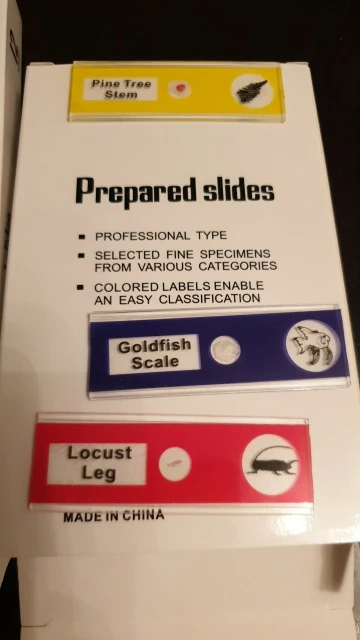 Pine Tree
Stem
Prepared slides
PROFESSIONAL TYPE
SELECTED FINE SPECIMENS
FROM VARIOUS CATEGORIES
COLORED LABELS ENABLE
AN EASY CLASSIFICATION
Goldfish
Scale
Locust
Leg
MADE IN CHINA